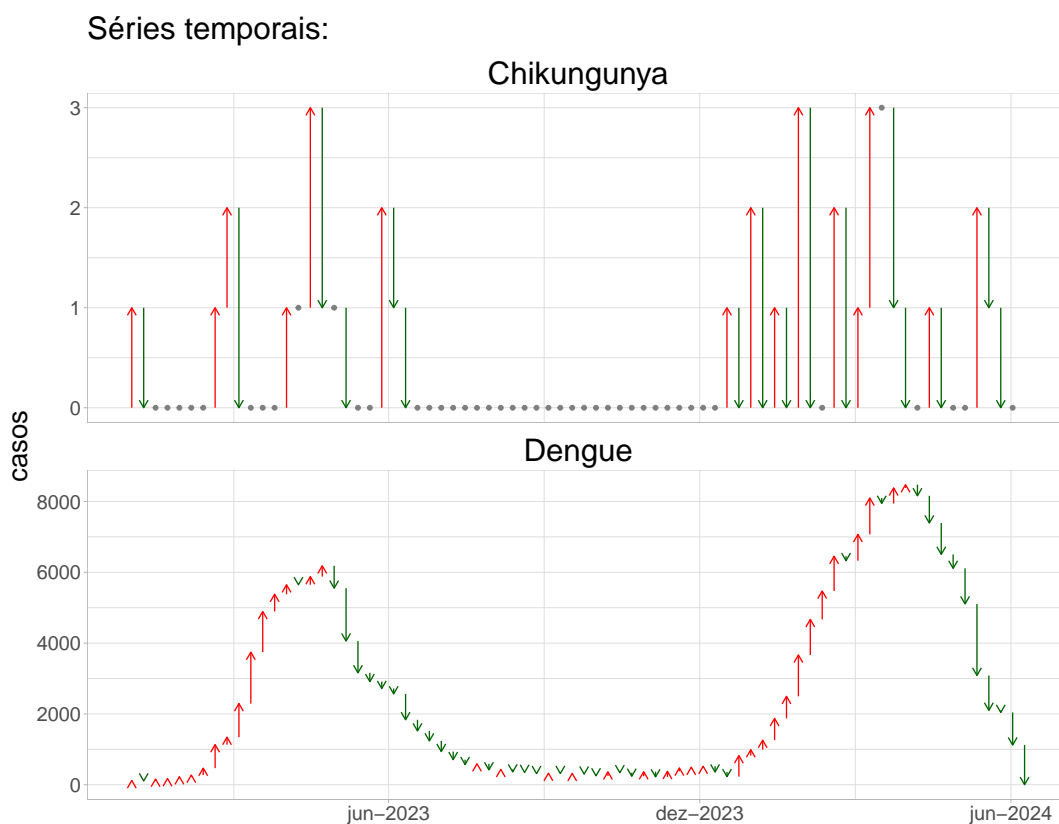 Séries temporais:
Chikungunya
3
2
1
0
casos
Dengue
8000
6000
4000
2000
0
jun−2023
dez−2023
jun−2024